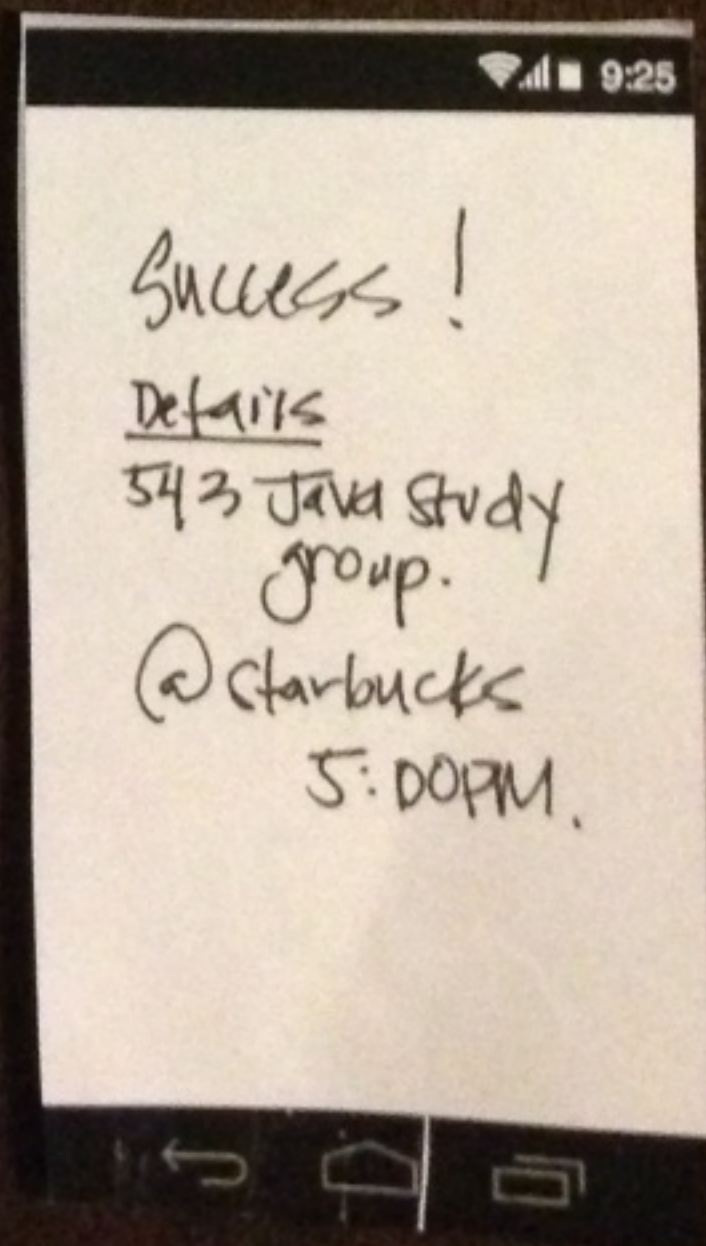 9:25
Success!
Details
543 Java study
group.
@starbucks
5:00PM.